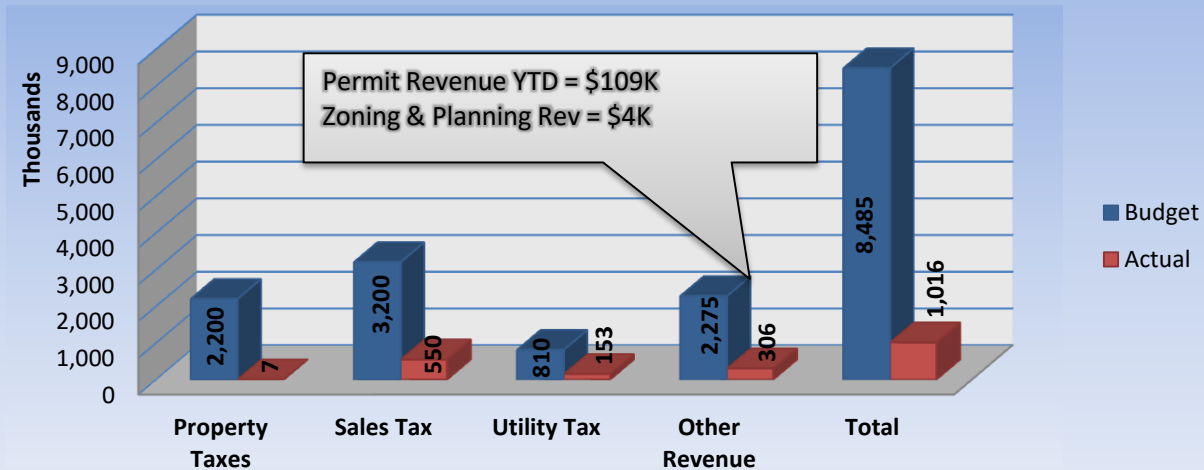 Permit Revenue YTD = $109K
Zoning & Planning Rev = $4K
Thousands
9,000
8,000
7,000
6,000
5,000
4,000
3,000
2,000
1,000
0
2,200
7
3,200
550
810
153
2,275
306
8,485
1,016
Property
Taxes
Sales Tax
Utility Tax
Other
Revenue
Total
Budget
Actual